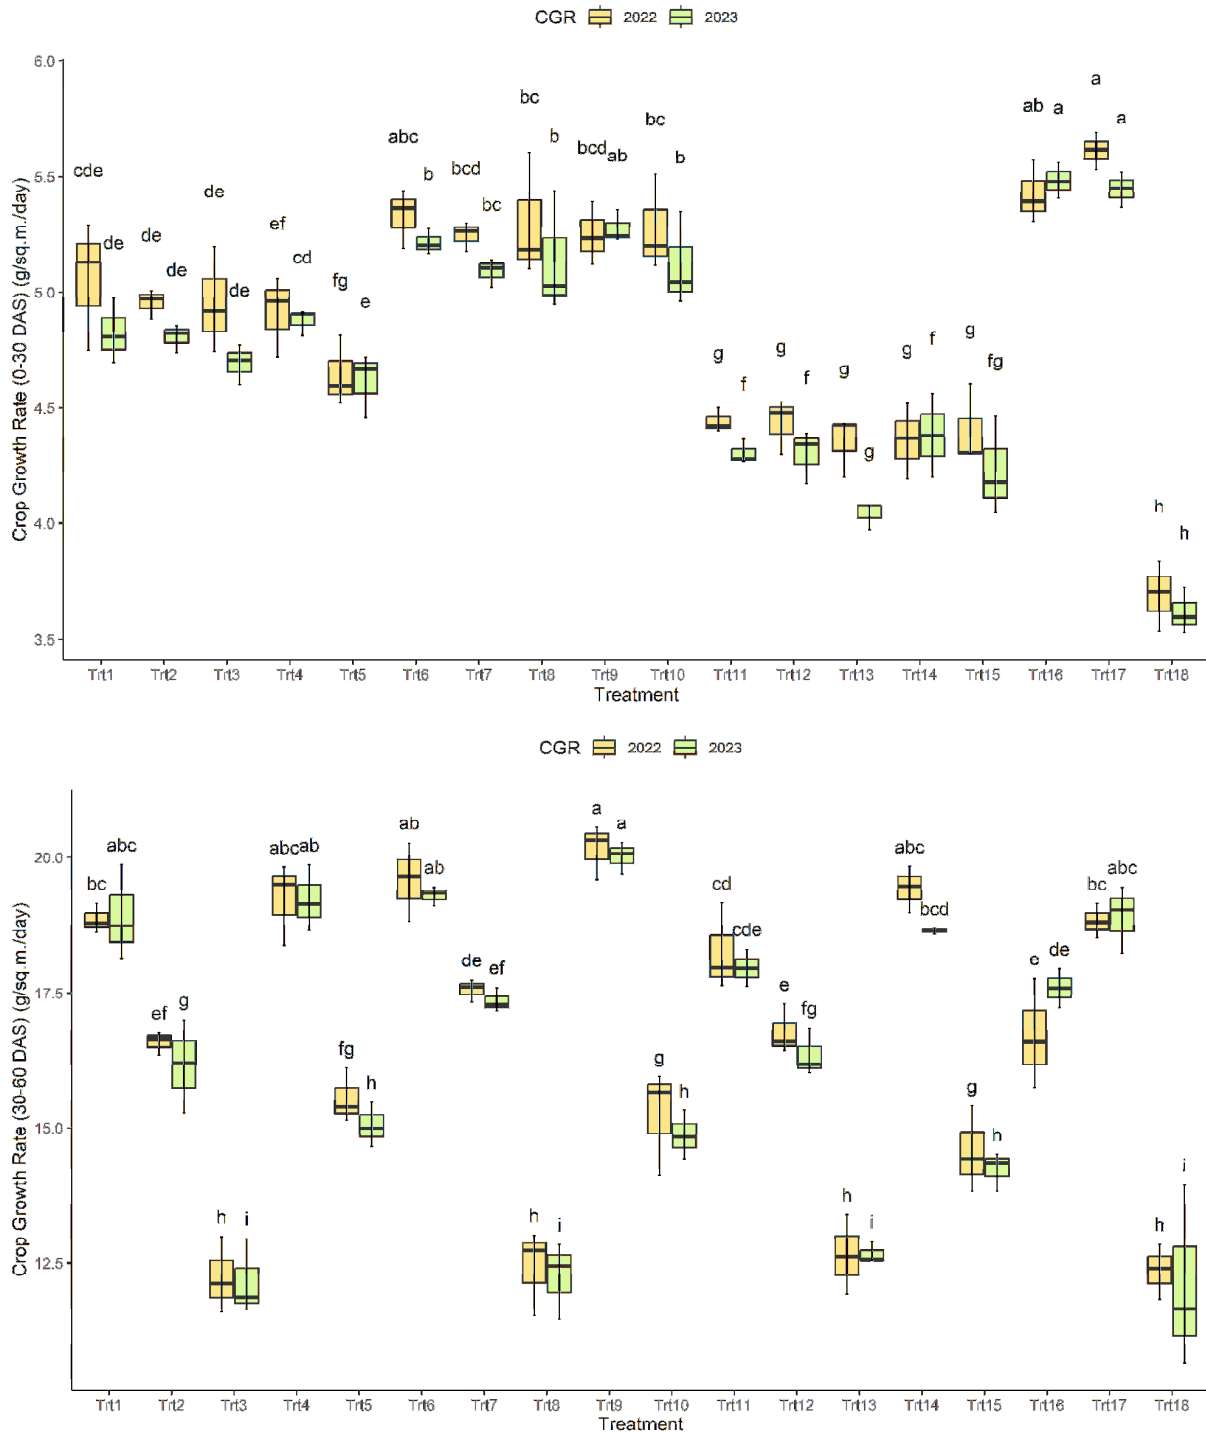 CGR 2022 2023
Crop Growth Rate (0-30 DAS) (g/sq.m./day)
6.0
5.5
5.0
4.5
4.0
3.5
cde de de de de de ef cd fg e abc b bcd bc bc b bcd ab bc b g f g f g g g f g fg ab a a a h h
Trt1 Trt2 Trt3 Trt4 Trt5 Trt6 Trt7 Trt8 Trt9 Trt10 Trt11 Trt12 Trt13 Trt14 Trt15 Trt16 Trt17 Trt18
Treatment
CGR 2022 2023
Crop Growth Rate (30-60 DAS) (g/sq.m./day)
20.0
17.5
15.0
12.5
bc abc ef g h i abc ab fg h ab ab de ef h i a a g h cd cde e fg h i abc bcd g h e de bc abc h i
Trt1 Trt2 Trt3 Trt4 Trt5 Trt6 Trt7 Trt8 Trt9 Trt10 Trt11 Trt12 Trt13 Trt14 Trt15 Trt16 Trt17 Trt18
Treatment